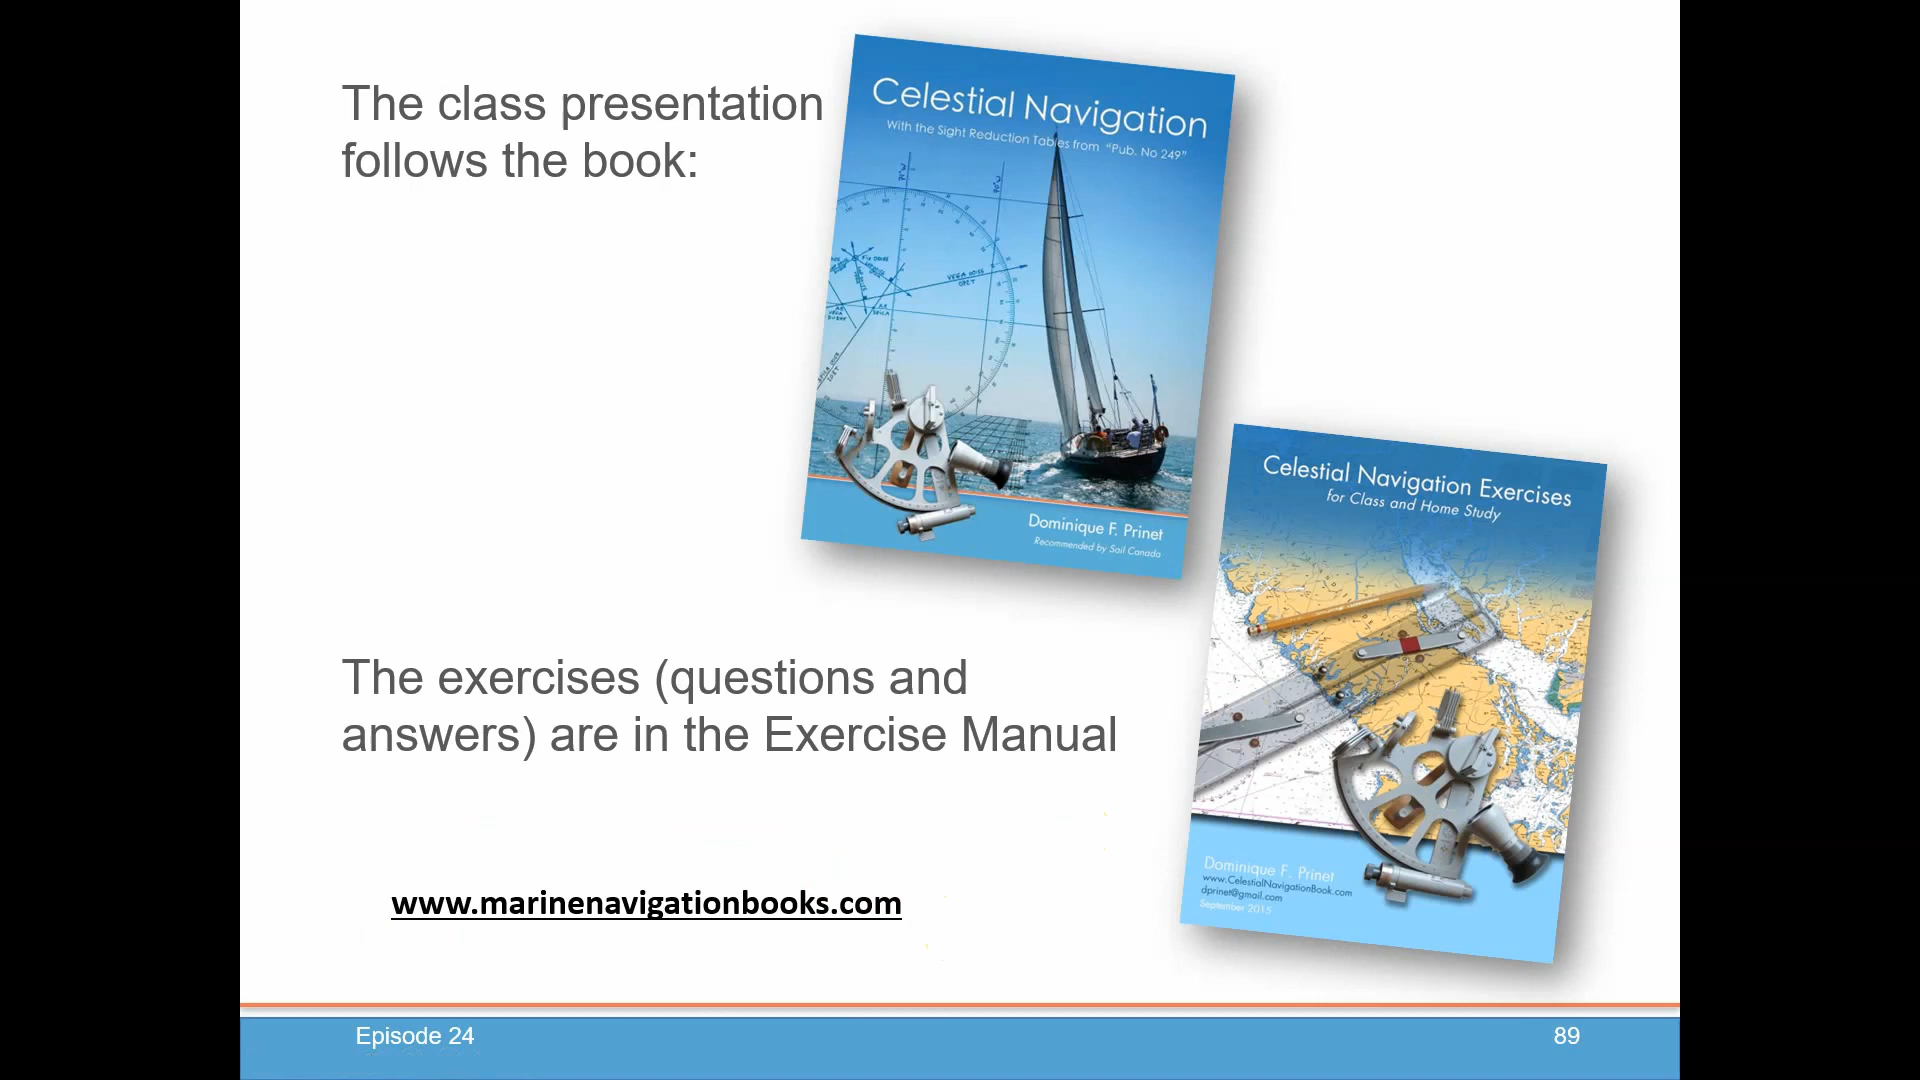 The class presentation
follows the book:
Celestial Navigation
With the Sight Reduction Tables from "Pub. No 249"
VEGA 0055
Dominique F. Prinet
Recommended by Sail Canada
Celestial Navigation Exercises
for Class and Home Study
The exercises (questions and
answers) are in the Exercise Manual
Dominique F. Prinet
www.CelestialNavigationBook.com
dprinet@gmail.com
September 2015
www.marinenavigationbooks.com
Episode 24
89